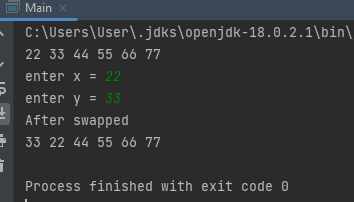 Main
C:\Users\User\.jdks\openjdk-18.0.2.1\bin\
22 33 44 55 66 77
enter x = 22
enter y = 33
After swapped
33 22 44 55 66 77
Process finished with exit code 0